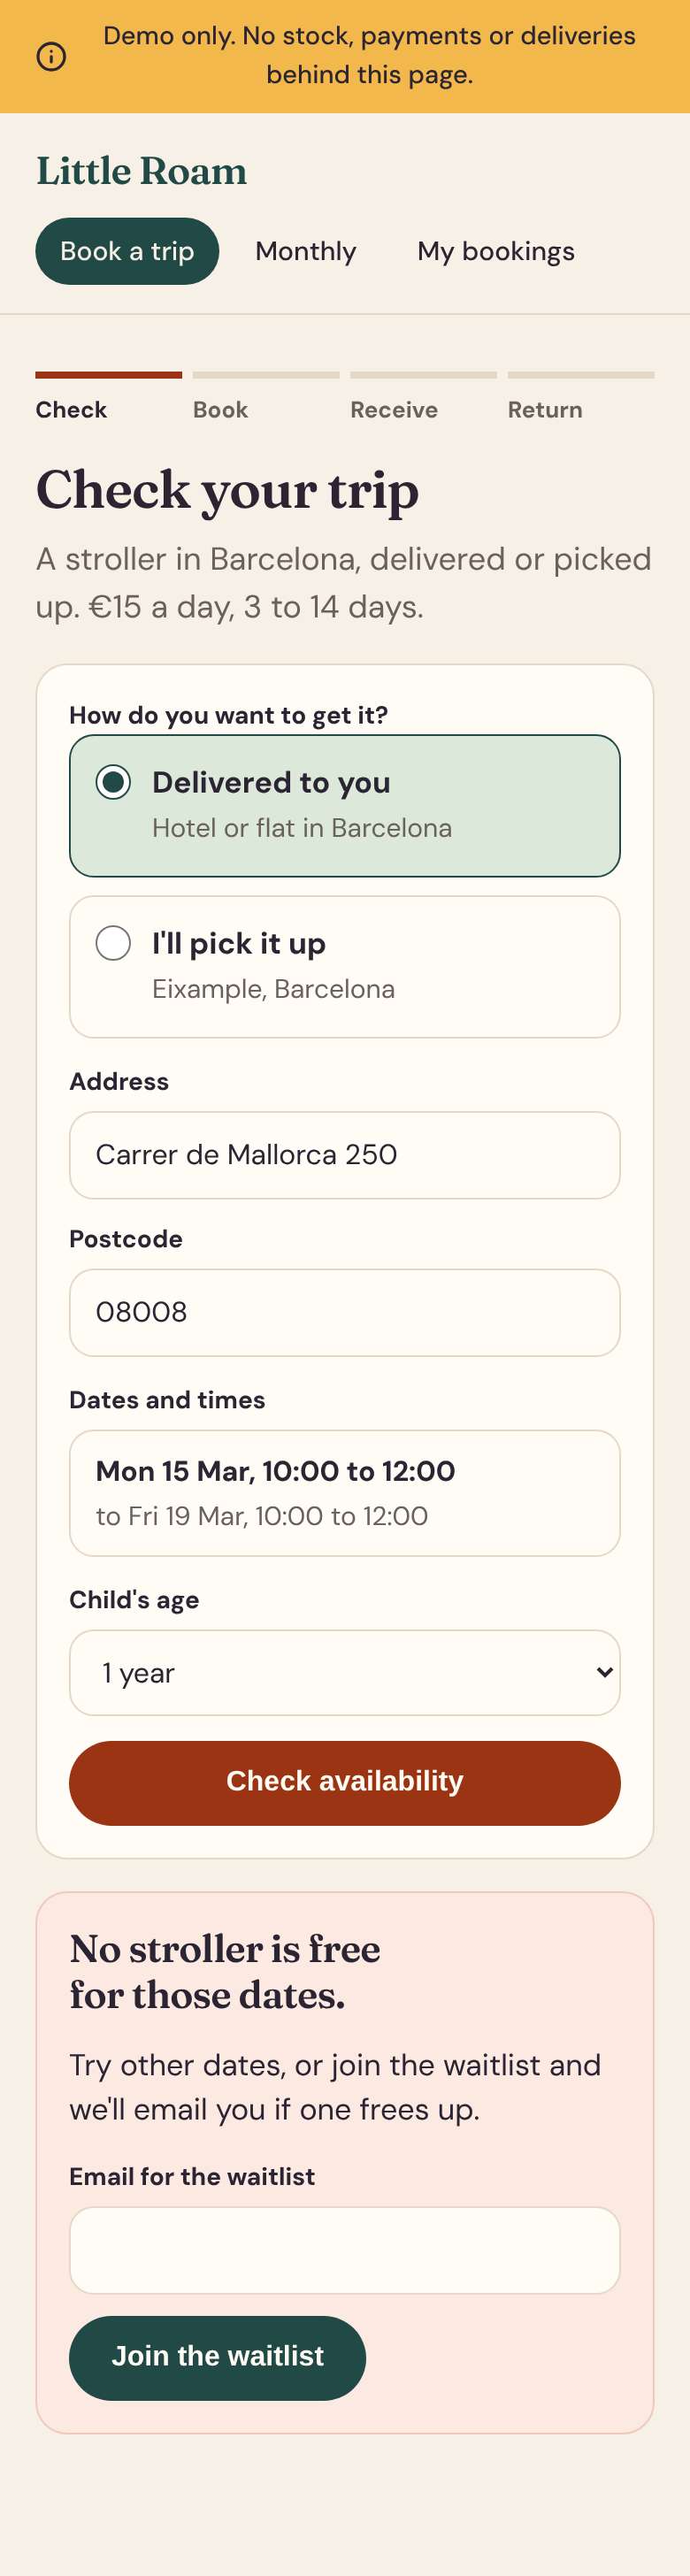 Demo only. No stock, payments or deliveries
behind this page.
Little Roam
Book a trip
Monthly
My bookings
Check
Book
Receive
Return
Check your trip
A stroller in Barcelona, delivered or picked
up. €15 a day, 3 to 14 days.
How do you want to get it?
Delivered to you
Hotel or flat in Barcelona
I'll pick it up
Eixample, Barcelona
Address
Carrer de Mallorca 250
Postcode
08008
Dates and times
Mon 15 Mar, 10:00 to 12:00
to Fri 19 Mar, 10:00 to 12:00
Child's age
1 year
Check availability
No stroller is free
for those dates.
Try other dates, or join the waitlist and
we'll email you if one frees up.
Email for the waitlist
Join the waitlist